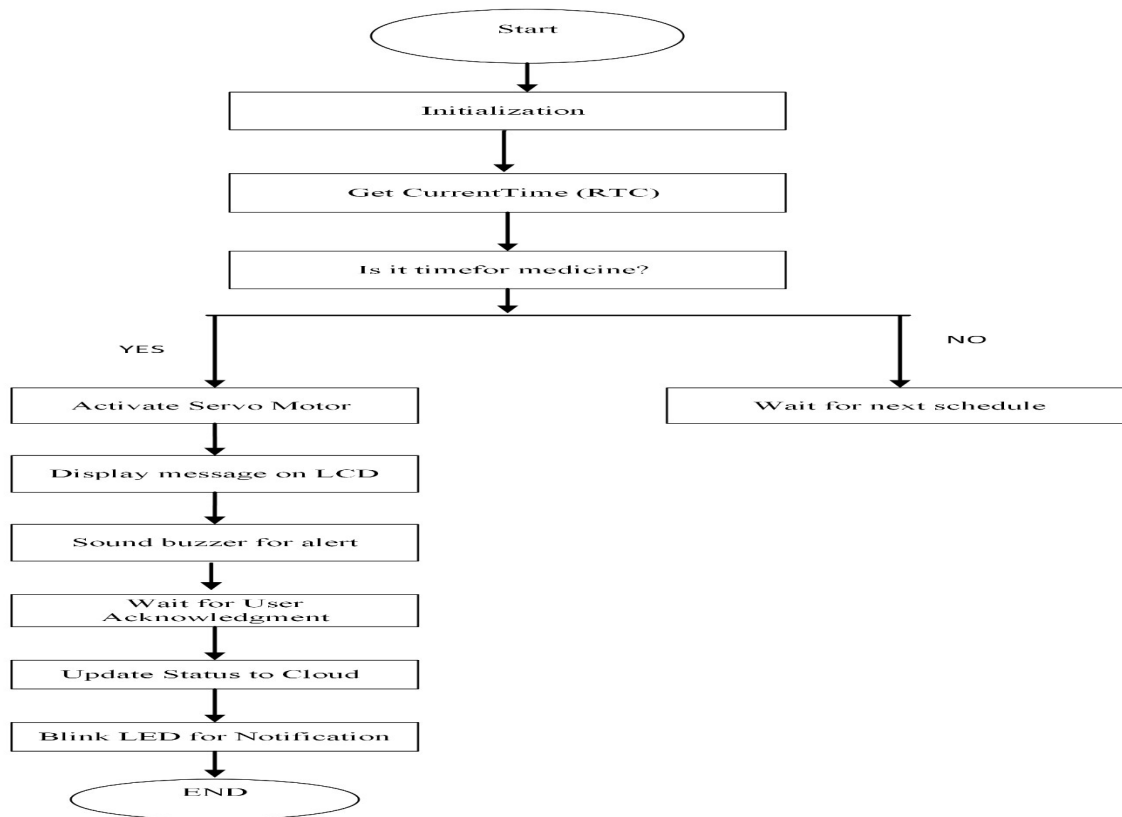 Start
Initialization
Get CurrentTime (RTC)
Is it timefor medicine?
YES
NO
Activate Servo Motor
Wait for next schedule
Display message on LCD
Sound buzzer for alert
Wait for User
Acknowledgment
Update Status to Cloud
Blink LED for Notification
END